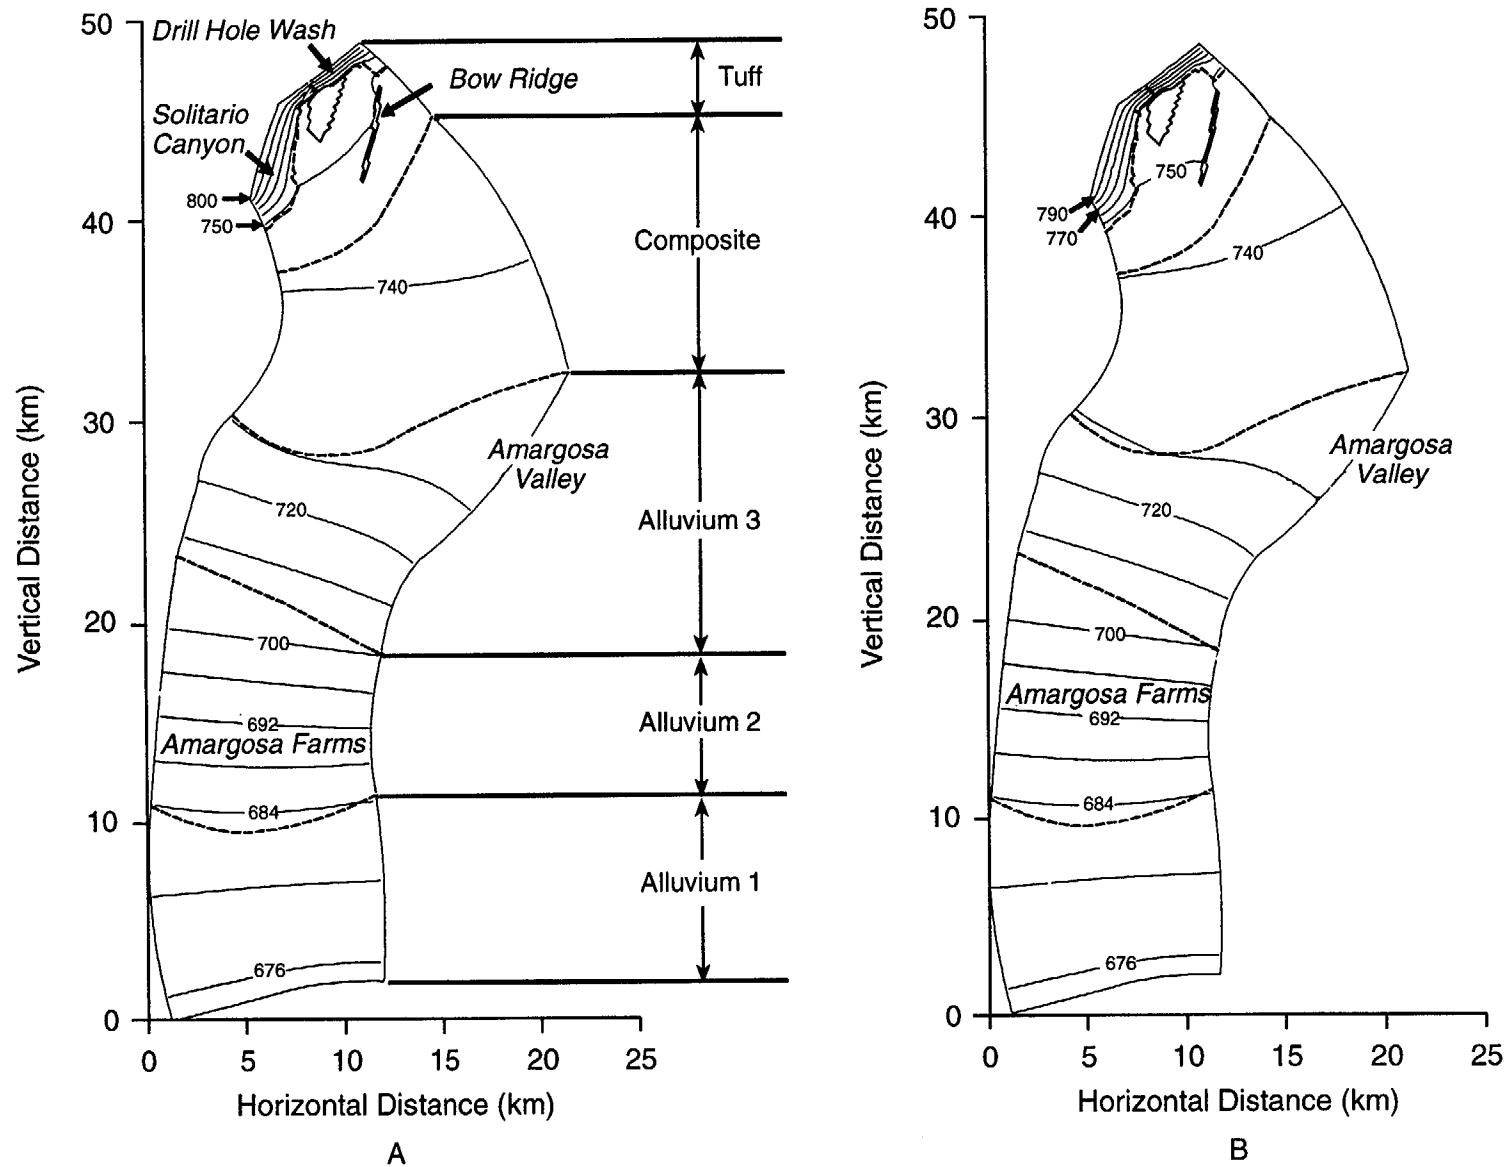 50
40
30
20
10
0
Vertical Distance (km)
Drill Hole Wash
Bow Ridge
Solitario
Canyon
800
750
740
720
700
692
Amargosa Farms
684
676
Amargosa
Valley
Tuff
Composite
Alluvium 3
Alluvium 2
Alluvium 1
0 5 10 15 20 25
Horizontal Distance (km)
A
50
40
30
20
10
0
Vertical Distance (km)
750
790
770
740
Amargosa
Valley
720
700
Amargosa Farms
692
684
676
0 5 10 15 20 25
Horizontal Distance (km)
B